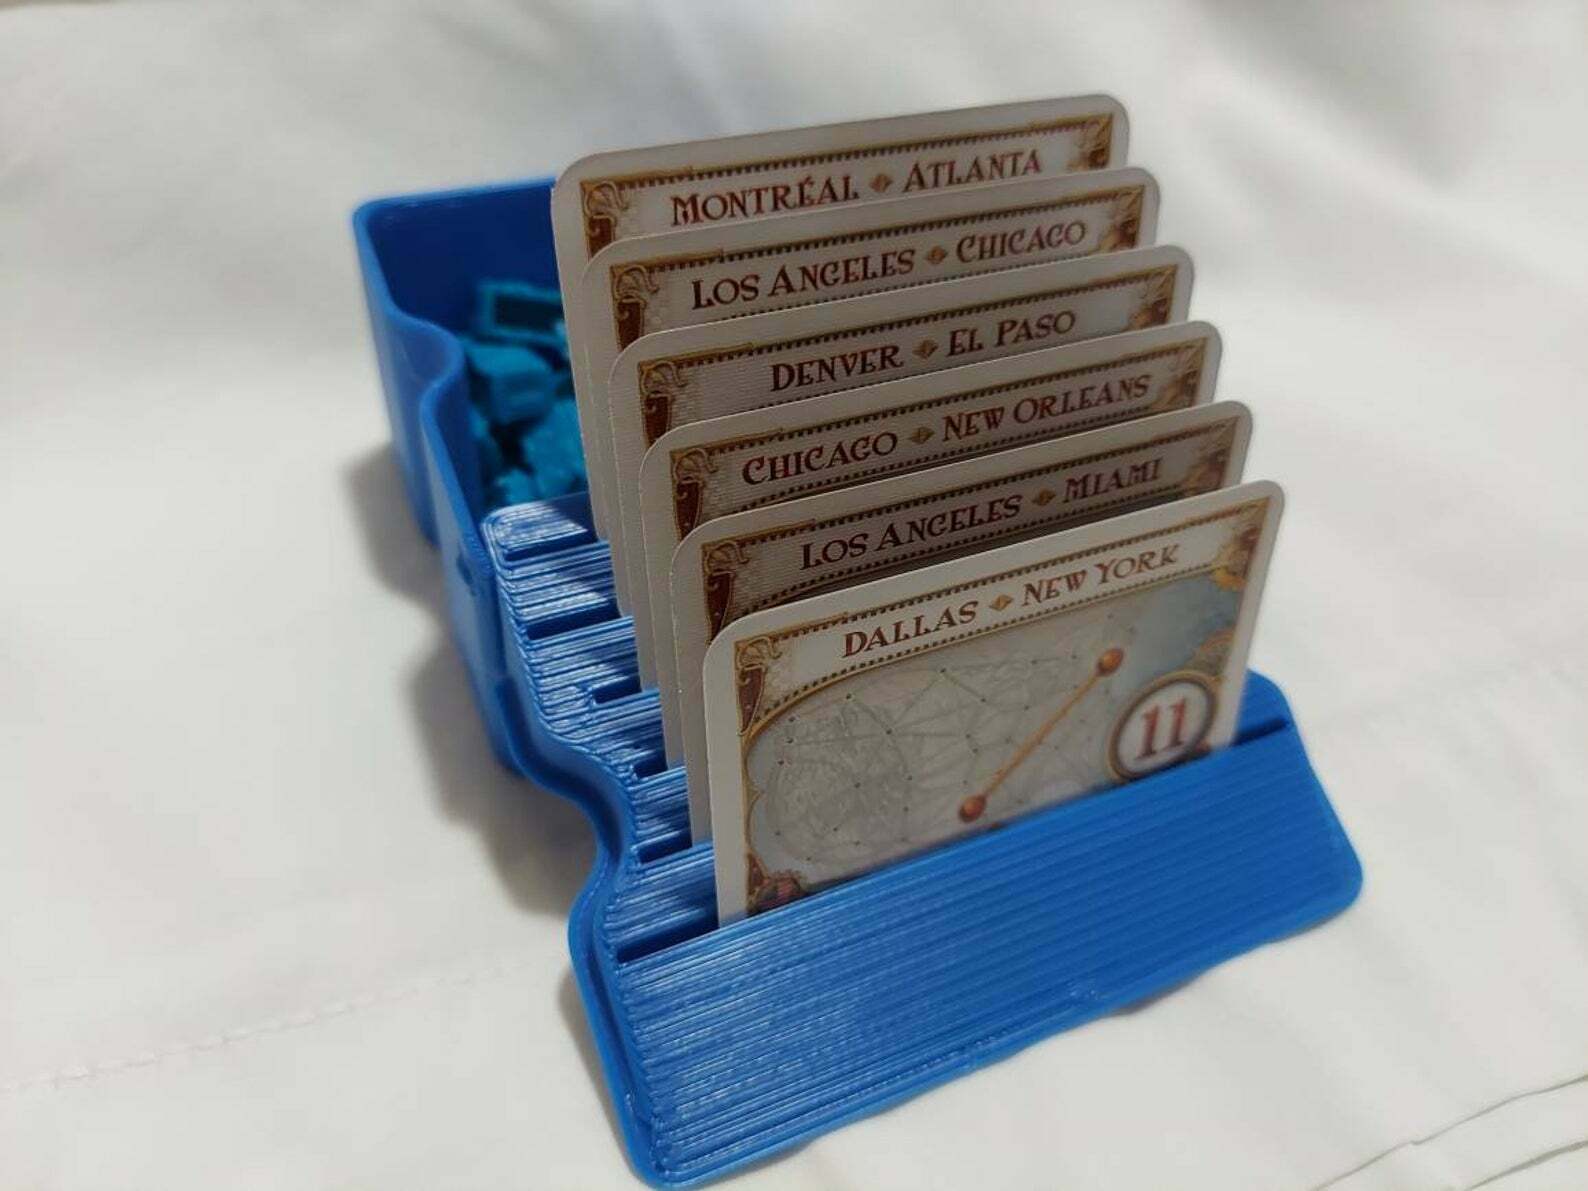 MONTRÉAL ATLANTA
LOS ANGELES CHICAGO
DENVER EL PASO
CHICAGO NEW ORLEANS
LOS ANGELES MIAMI
DALLAS NEW YORK
11